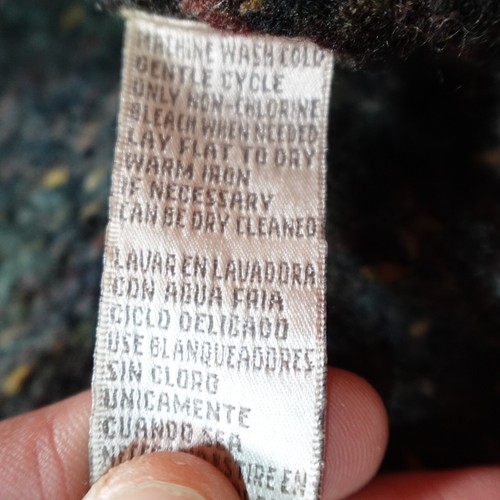 MACHINE WASH COLD
GENTLE CYCLE
ONLY NON-CHLORINE
BLEACH WHEN NEEDED
LAY FLAT TO DRY
WARM IRON
IF NECESSARY
CAN BE DRY CLEANED
LAVAR EN LAVADORA
CON AGUA FRIA
CICLO DELICADO
USE BLANQUEADORES
SIN CLORO
UNICAMENTE
CUANDO SEA
EN